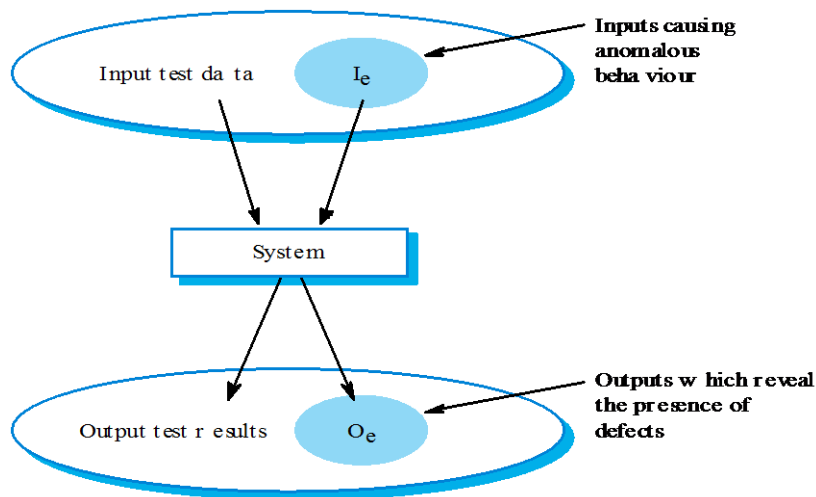 Inputs causing
anomalous
beha viour
Input test da ta
Ie
System
Outputs w hich reveal
the presence of
defects
Output test r esults
Oe